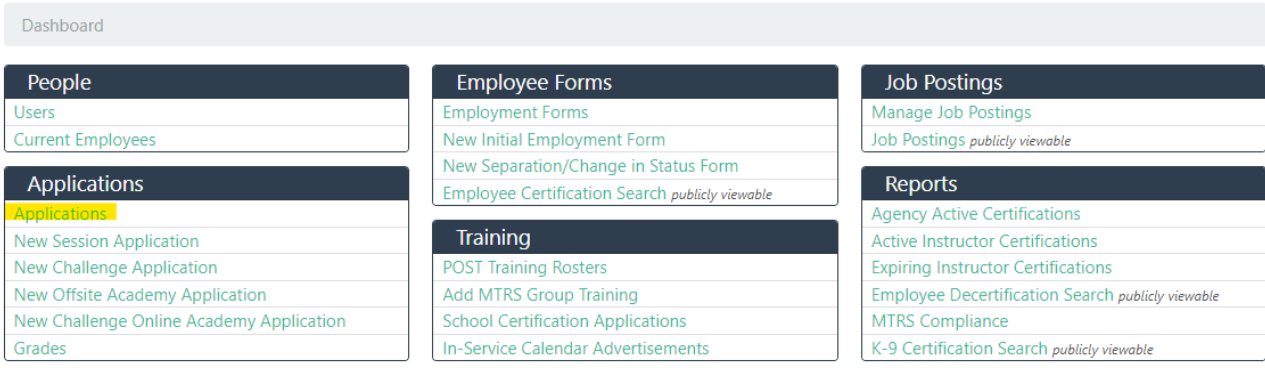 Dashboard
People
Users
Current Employees
Applications
Applications
New Session Application
New Challenge Application
New Offsite Academy Application
New Challenge Online Academy Application
Grades
Employee Forms
Employment Forms
New Initial Employment Form
New Separation/Change in Status Form
Employee Certification Search publicly viewable
Training
POST Training Rosters
Add MTRS Group Training
School Certification Applications
In-Service Calendar Advertisements
Job Postings
Manage Job Postings
Job Postings publicly viewable
Reports
Agency Active Certifications
Active Instructor Certifications
Expiring Instructor Certifications
Employee Decertification Search publicly viewable
MTRS Compliance
K-9 Certification Search publicly viewable